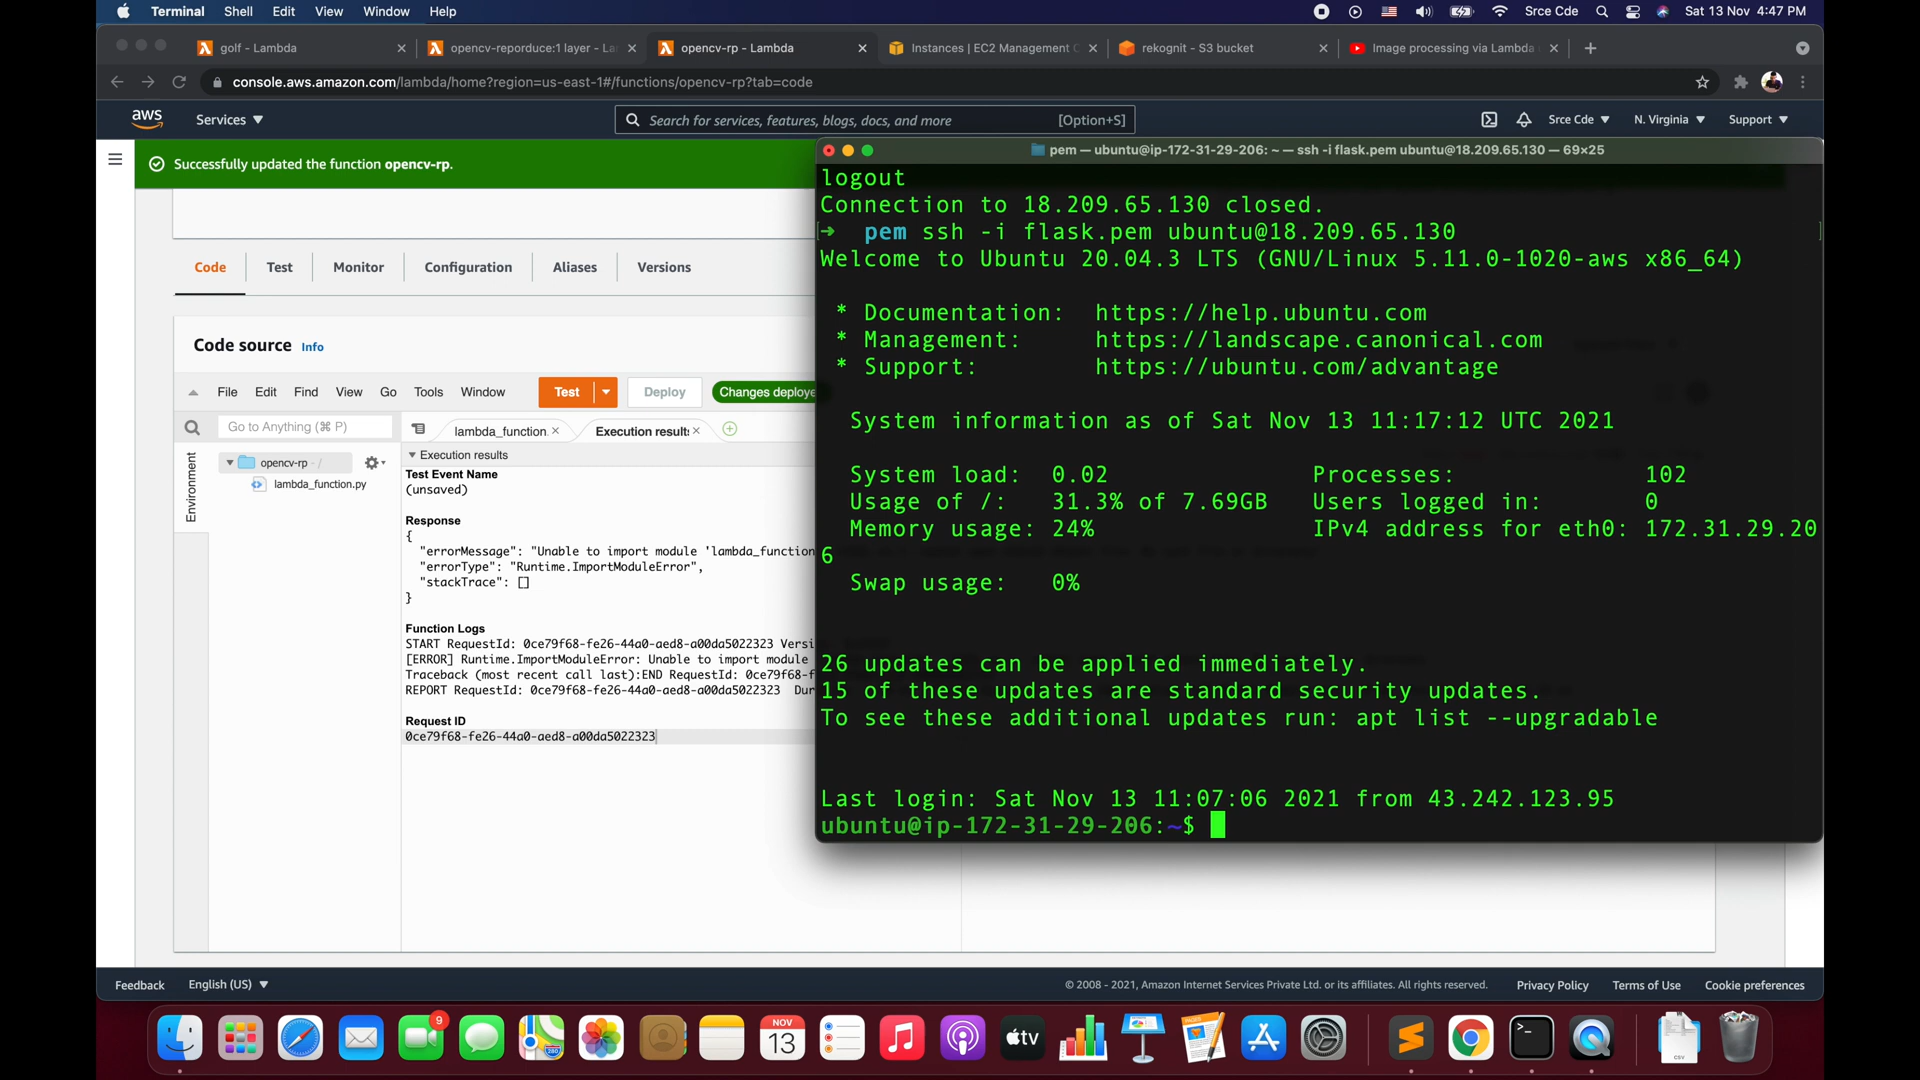 Terminal Shell Edit View Window Help
Srce Cde Sat 13 Nov 4:47 PM
golf - Lambda
opencv-reporduce:1 layer - La
opencv-rp - Lambda
Instances | EC2 Management C
rekognit - S3 bucket
Image processing via Lambda
console.aws.amazon.com/lambda/home?region=us-east-1#/functions/opencv-rp?tab=code
aws
Services
Search for services, features, blogs, docs, and more [Option+S]
Srce Cde
N. Virginia
Support
Successfully updated the function opencv-rp.
Code Test Monitor Configuration Aliases Versions
Code source Info
File Edit Find View Go Tools Window
Test
Deploy
Changes deploye
Go to Anything (⌘ P)
lambda_function.
Execution results
Environment
opencv-rp - /
lambda_function.py
Execution results
Test Event Name
(unsaved)
Response
{
"errorMessage": "Unable to import module 'lambda_function
"errorType": "Runtime.ImportModuleError",
"stackTrace": []
}
Function Logs
START RequestId: 0ce79f68-fe26-44a0-aed8-a00da5022323 Versi
[ERROR] Runtime.ImportModuleError: Unable to import module
Traceback (most recent call last):END RequestId: 0ce79f68-f
REPORT RequestId: 0ce79f68-fe26-44a0-aed8-a00da5022323 Dur
Request ID
0ce79f68-fe26-44a0-aed8-a00da5022323
pem — ubuntu@ip-172-31-29-206: ~ — ssh -i flask.pem ubuntu@18.209.65.130 — 69×25
logout
Connection to 18.209.65.130 closed.
[➜ pem ssh -i flask.pem ubuntu@18.209.65.130 ]
Welcome to Ubuntu 20.04.3 LTS (GNU/Linux 5.11.0-1020-aws x86_64)
* Documentation: https://help.ubuntu.com
* Management: https://landscape.canonical.com
* Support: https://ubuntu.com/advantage
System information as of Sat Nov 13 11:17:12 UTC 2021
System load: 0.02 Processes: 102
Usage of /: 31.3% of 7.69GB Users logged in: 0
Memory usage: 24% IPv4 address for eth0: 172.31.29.20
6
Swap usage: 0%
26 updates can be applied immediately.
15 of these updates are standard security updates.
To see these additional updates run: apt list --upgradable
Last login: Sat Nov 13 11:07:06 2021 from 43.242.123.95
ubuntu@ip-172-31-29-206:~$
Feedback English (US)
© 2008 - 2021, Amazon Internet Services Private Ltd. or its affiliates. All rights reserved. Privacy Policy Terms of Use Cookie preferences
9
NOV
13
280
tv
>_
CSV